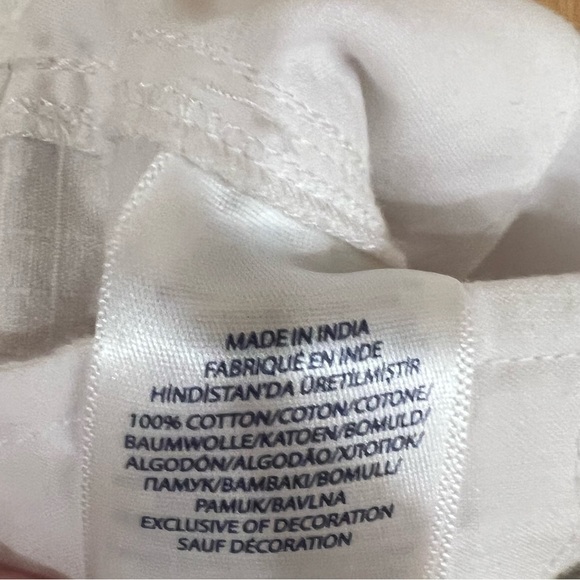 MADE IN INDIA
FABRIQUÉ EN INDE
HİNDİSTAN'DA ÜRETİLMİŞTİR
100% COTTON/COTON/COTONE/
BAUMWOLLE/KATOEN/BOMULD/
ALGODÓN/ALGODÃO/ХЛОПОК/
ПАМУК/BAMBAKI/BOMULL/
PAMUK/BAVLNA
EXCLUSIVE OF DECORATION
SAUF DÉCORATION